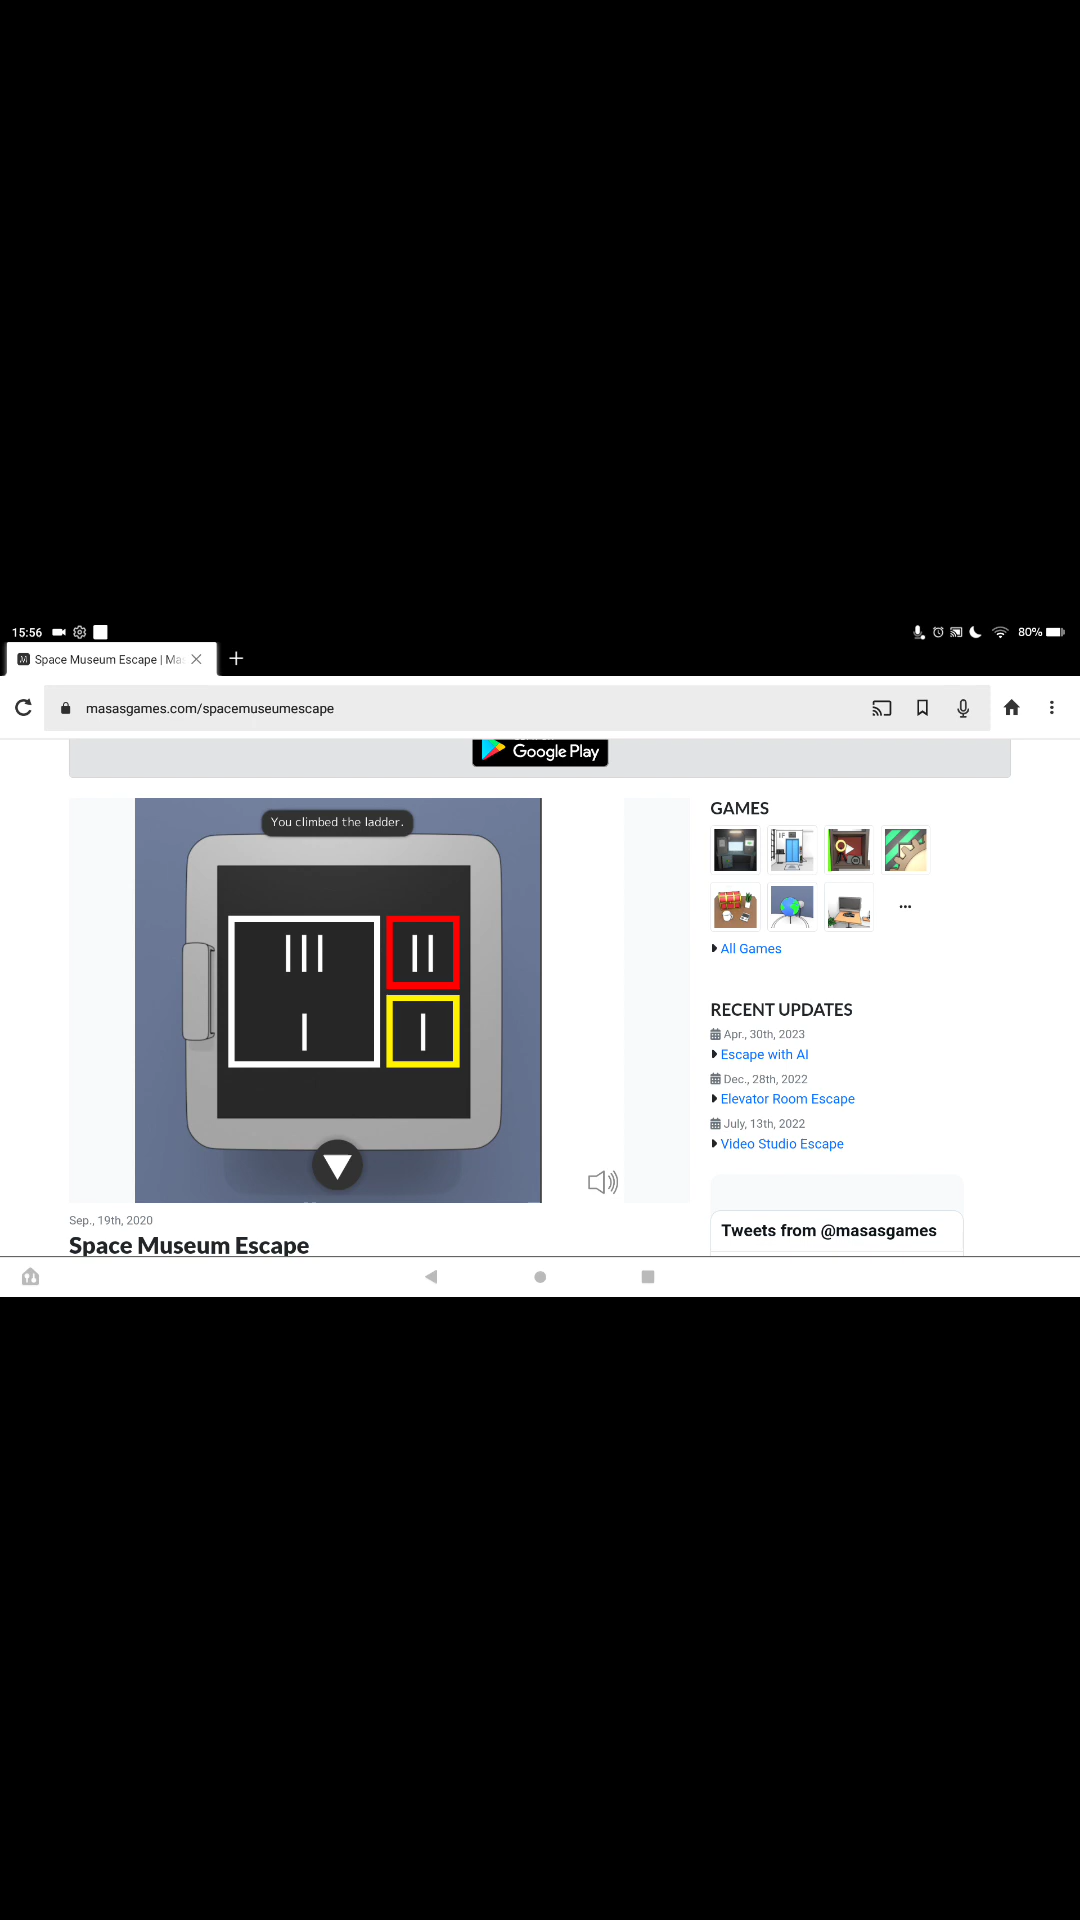 15:56
80%
Space Museum Escape | Ma
masasgames.com/spacemuseumescape
Google Play
You climbed the ladder.
GAMES
1F
...
All Games
RECENT UPDATES
Apr., 30th, 2023
Escape with AI
Dec., 28th, 2022
Elevator Room Escape
July, 13th, 2022
Video Studio Escape
Tweets from @masasgames
Sep., 19th, 2020
Space Museum Escape